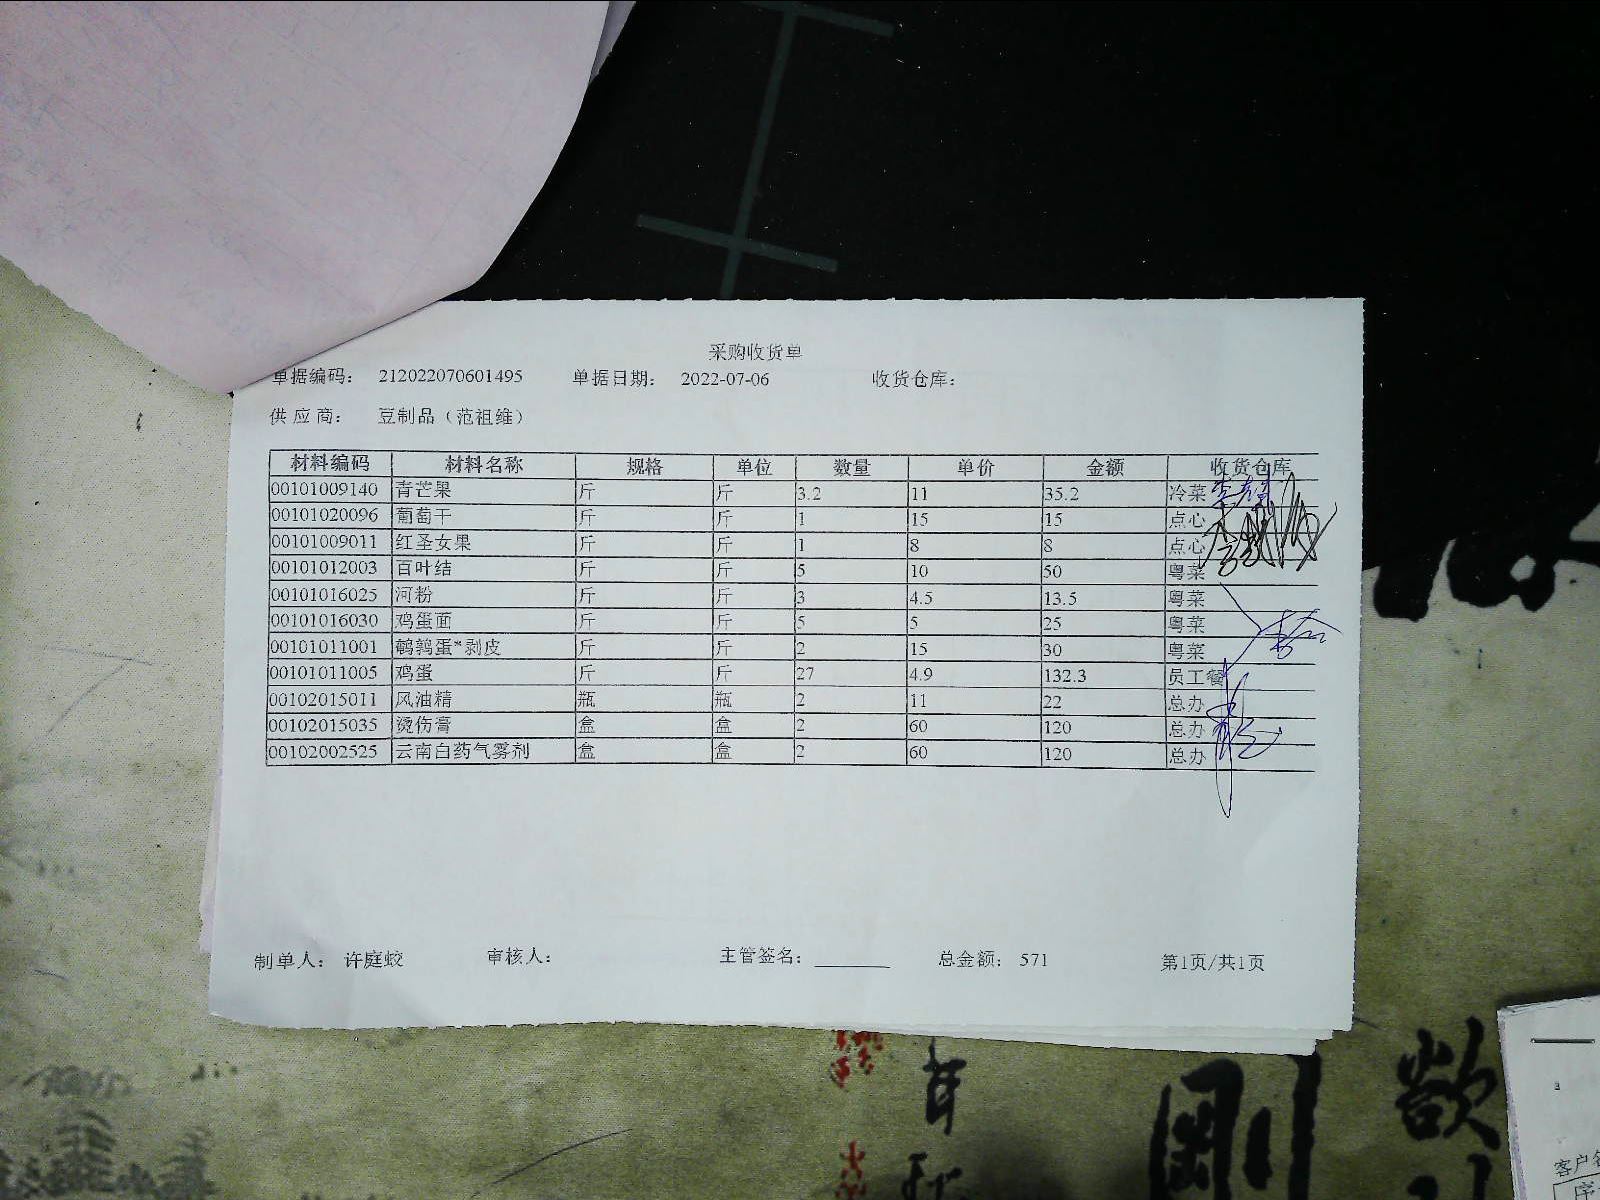 采购收货单
单据编码： 212022070601495 单据日期： 2022-07-06 收货仓库：
供应商： 豆制品（范祖维）
材料编码 材料名称 规格 单位 数量 单价 金额 收货仓库
00101009140 青芒果 斤 斤 3.2 11 35.2 冷菜
00101020096 葡萄干 斤 斤 1 15 15 点心
00101009011 红圣女果 斤 斤 1 8 8 点心
00101012003 百叶结 斤 斤 5 10 50 粤菜
00101016025 河粉 斤 斤 3 4.5 13.5 粤菜
00101016030 鸡蛋面 斤 斤 5 5 25 粤菜
00101011001 鹌鹑蛋*剥皮 斤 斤 2 15 30 粤菜
00101011005 鸡蛋 斤 斤 27 4.9 132.3 员工餐
00102015011 风油精 瓶 瓶 2 11 22 总办
00102015035 烫伤膏 盒 盒 2 60 120 总办
00102002525 云南白药气雾剂 盒 盒 2 60 120 总办
制单人： 许庭蛟 审核人： 主管签名： 总金额： 571 第1页/共1页
剛
欲
客户名
序